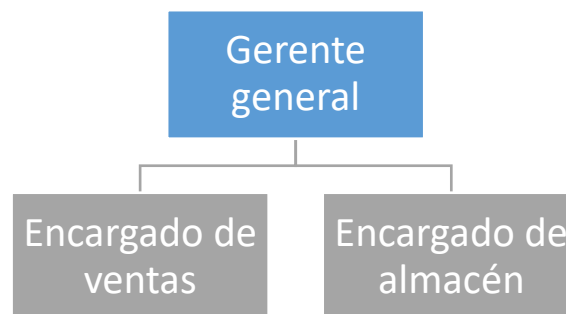 Gerente
general
Encargado de
ventas
Encargado de
almacén